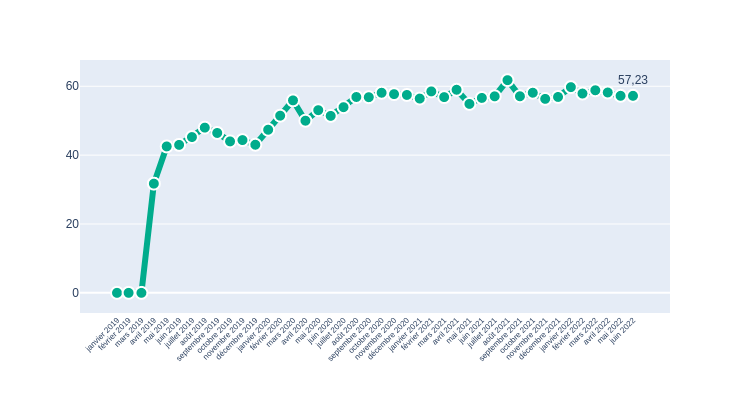 57,23
60
40
20
0
janvier 2019
février 2019
mars 2019
avril 2019
mai 2019
juin 2019
juillet 2019
août 2019
septembre 2019
octobre 2019
novembre 2019
décembre 2019
janvier 2020
février 2020
mars 2020
avril 2020
mai 2020
juin 2020
juillet 2020
août 2020
septembre 2020
octobre 2020
novembre 2020
décembre 2020
janvier 2021
février 2021
mars 2021
avril 2021
mai 2021
juin 2021
juillet 2021
août 2021
septembre 2021
octobre 2021
novembre 2021
décembre 2021
janvier 2022
février 2022
mars 2022
avril 2022
mai 2022
juin 2022